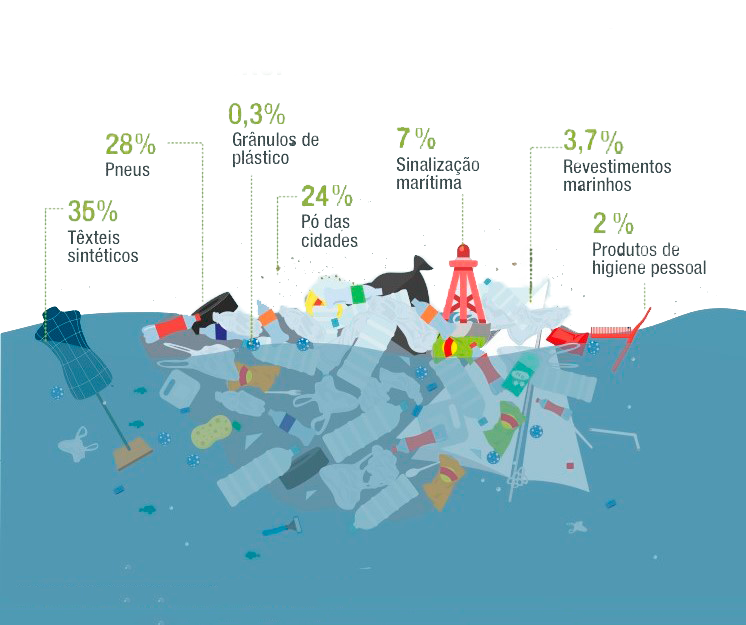 0,3%
Grânulos de
plástico
28%
Pneus
7%
Sinalização
marítima
3,7%
Revestimentos
marinhos
24%
Pó das
cidades
35%
Têxteis
sintéticos
2 %
Produtos de
higiene pessoal